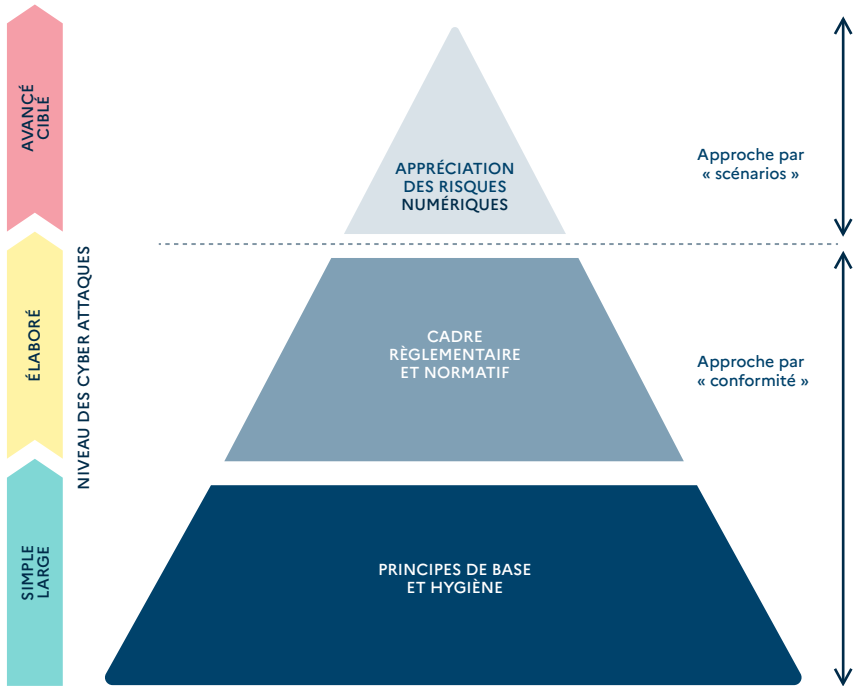 AVANCÉ
CIBLÉ
ÉLABORÉ
SIMPLE
LARGE
NIVEAU DES CYBER ATTAQUES
APPRÉCIATION
DES RISQUES
NUMÉRIQUES
Approche par
« scénarios »
CADRE
RÈGLEMENTAIRE
ET NORMATIF
Approche par
« conformité »
PRINCIPES DE BASE
ET HYGIÈNE